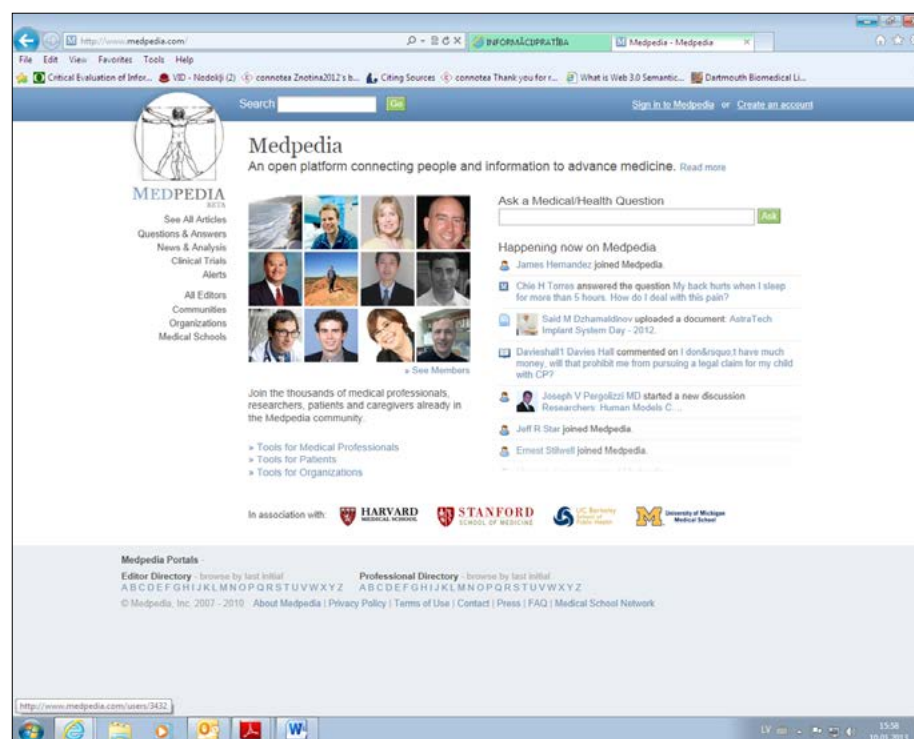 http://www.medpedia.com/
INFORMĀCIJPRATĪBA
Medpedia - Medpedia
File Edit View Favorites Tools Help
Critical Evaluation of Infor...
VID - Nodokļi (2)
connotea Znotina2012's b...
Citing Sources
connotea Thank you for r...
What is Web 3.0 Semantic...
Dartmouth Biomedical Li...
Search
Go
Sign in to Medpedia or Create an account
MEDPEDIA
BETA
See All Articles
Questions & Answers
News & Analysis
Clinical Trials
Alerts
All Editors
Communities
Organizations
Medical Schools
Medpedia
An open platform connecting people and information to advance medicine. Read more
» See Members
Join the thousands of medical professionals,
researchers, patients and caregivers already in
the Medpedia community.
» Tools for Medical Professionals
» Tools for Patients
» Tools for Organizations
Ask a Medical/Health Question
Ask
Happening now on Medpedia
James Hernandez joined Medpedia.
Chie H Torres answered the question My back hurts when I sleep
for more than 5 hours. How do I deal with this pain?
Said M Dzhamaldinov uploaded a document: AstraTech
Implant System Day - 2012.
Davieshall1 Davies Hall commented on I don&rsquo;t have much
money, will that prohibit me from pursuing a legal claim for my child
with CP?
Joseph V Pergolizzi MD started a new discussion
Researchers: Human Models C...
Jeff R Star joined Medpedia.
Ernest Stilwell joined Medpedia.
In association with:
HARVARD
MEDICAL SCHOOL
STANFORD
SCHOOL OF MEDICINE
UC Berkeley
School of
Public Health
University of Michigan
Medical School
Medpedia Portals -
Editor Directory - browse by last initial
A B C D E F G H I J K L M N O P Q R S T U V W X Y Z
Professional Directory - browse by last initial
A B C D E F G H I J K L M N O P Q R S T U V W X Y Z
© Medpedia, Inc. 2007 - 2010 About Medpedia | Privacy Policy | Terms of Use | Contact | Press | FAQ | Medical School Network
http://www.medpedia.com/users/3432
LV
15:58
10.01.2013